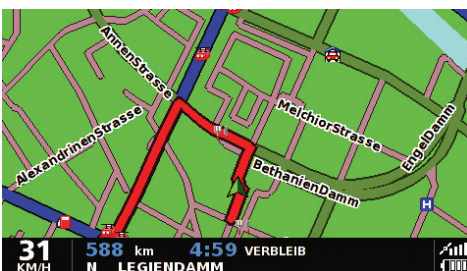 AnnenStrasse
MelchiorStrasse
AlexandrinenStrasse
EngelDamm
BethanienDamm
H
31 588 km 4:59 VERBLEIB
KM/H N LEGIENDAMM